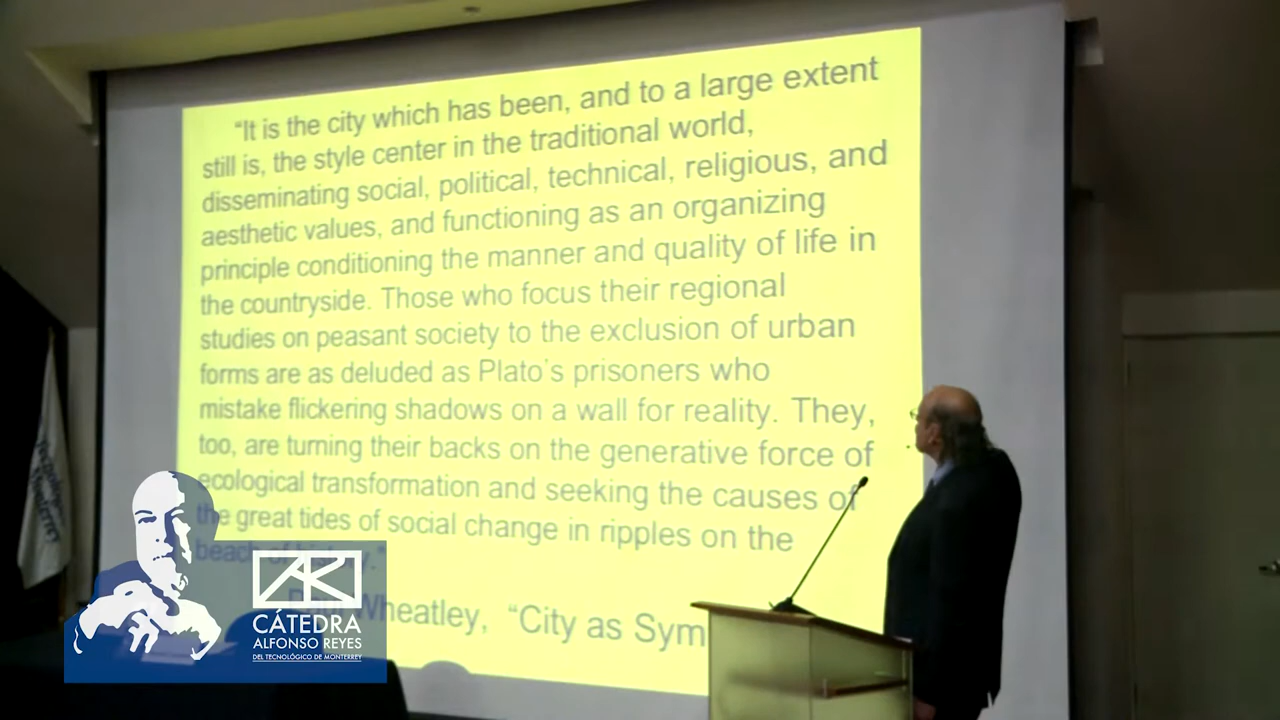 “It is the city which has been, and to a large extent
still is, the style center in the traditional world,
disseminating social, political, technical, religious, and
aesthetic values, and functioning as an organizing
principle conditioning the manner and quality of life in
the countryside. Those who focus their regional
studies on peasant society to the exclusion of urban
forms are as deluded as Plato's prisoners who
mistake flickering shadows on a wall for reality. They,
too, are turning their backs on the generative force of
ecological transformation and seeking the causes of
the great tides of social change in ripples on the
beach of history.”
Paul Wheatley, “City as Sym
AR
CÁTEDRA
ALFONSO REYES
DEL TECNOLÓGICO DE MONTERREY